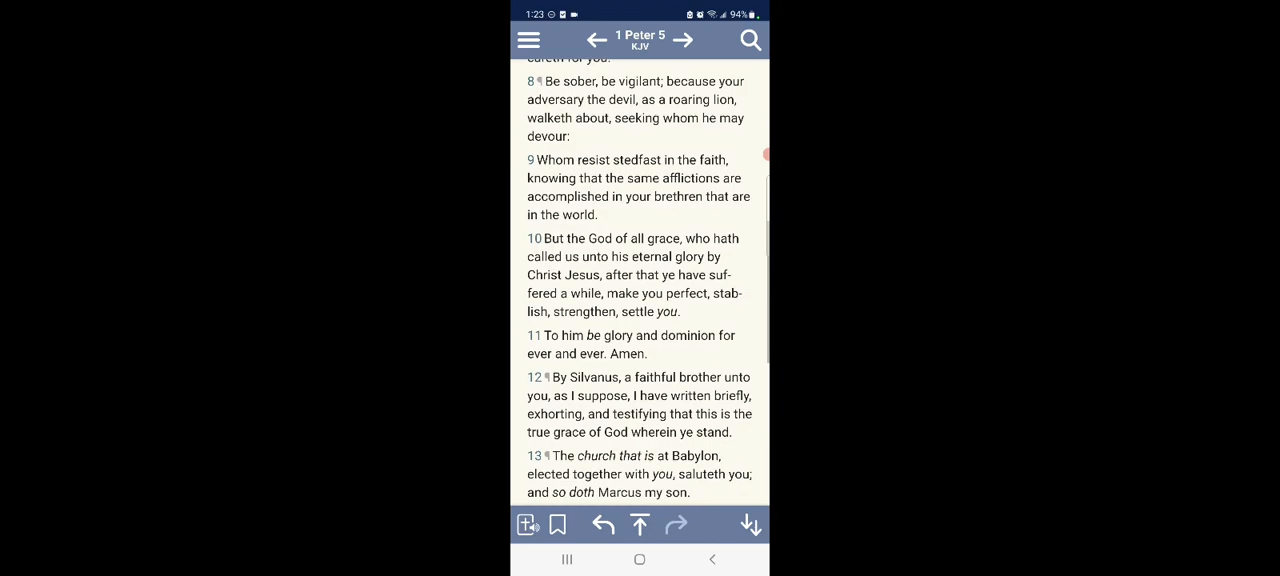 1:23
94%
1 Peter 5
KJV
careth for you.
8 ¶ Be sober, be vigilant; because your
adversary the devil, as a roaring lion,
walketh about, seeking whom he may
devour:
9 Whom resist stedfast in the faith,
knowing that the same afflictions are
accomplished in your brethren that are
in the world.
10 But the God of all grace, who hath
called us unto his eternal glory by
Christ Jesus, after that ye have suf-
fered a while, make you perfect, stab-
lish, strengthen, settle you.
11 To him be glory and dominion for
ever and ever. Amen.
12 ¶ By Silvanus, a faithful brother unto
you, as I suppose, I have written briefly,
exhorting, and testifying that this is the
true grace of God wherein ye stand.
13 ¶ The church that is at Babylon,
elected together with you, saluteth you;
and so doth Marcus my son.